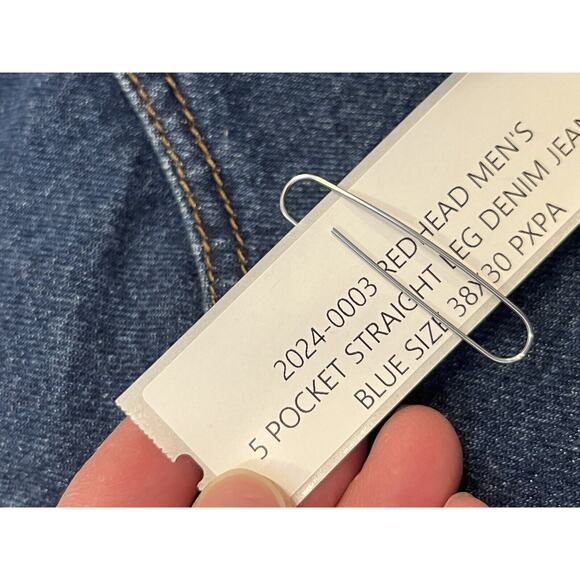 2024-0003 REDHEAD MEN'S
5 POCKET STRAIGHT LEG DENIM JEAN
BLUE SIZE 38X30 PXPA